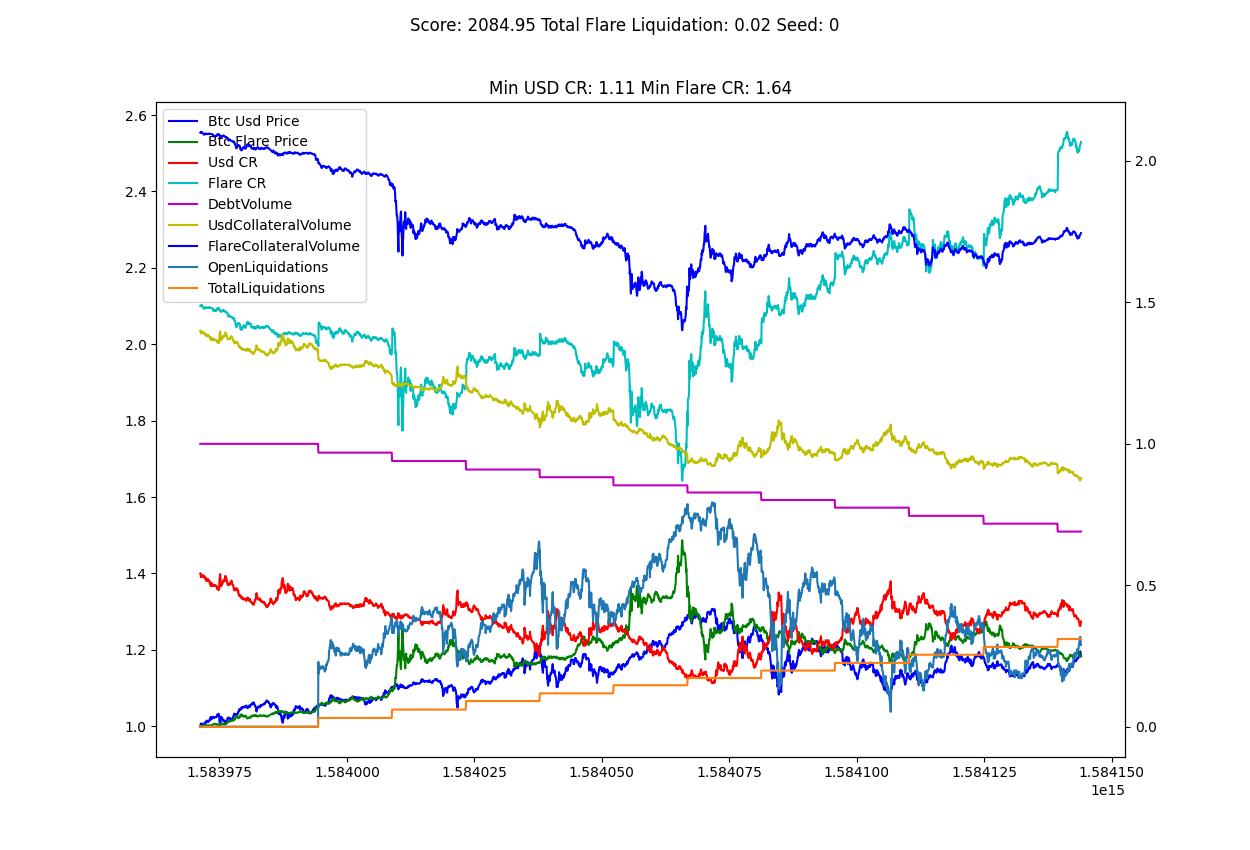 Score: 2084.95 Total Flare Liquidation: 0.02 Seed: 0
Min USD CR: 1.11 Min Flare CR: 1.64
Btc Usd Price
Btc Flare Price
Usd CR
Flare CR
DebtVolume
UsdCollateralVolume
FlareCollateralVolume
OpenLiquidations
TotalLiquidations
2.6
2.4
2.2
2.0
1.8
1.6
1.4
1.2
1.0
2.0
1.5
1.0
0.5
0.0
1.583975 1.584000 1.584025 1.584050 1.584075 1.584100 1.584125 1.584150
1e15